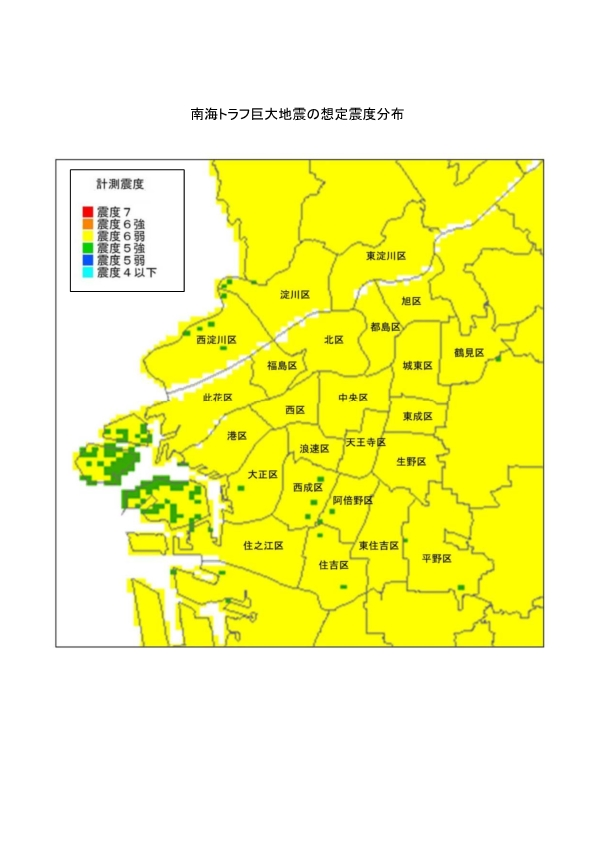 南海トラフ巨大地震の想定震度分布
計測震度
震度7
震度6強
震度6弱
震度5強
震度5弱
震度4以下
東淀川区
淀川区
旭区
都島区
西淀川区
北区
鶴見区
福島区
城東区
此花区
中央区
西区
東成区
港区
天王寺区
浪速区
生野区
大正区
西成区
阿倍野区
住之江区
東住吉区
平野区
住吉区